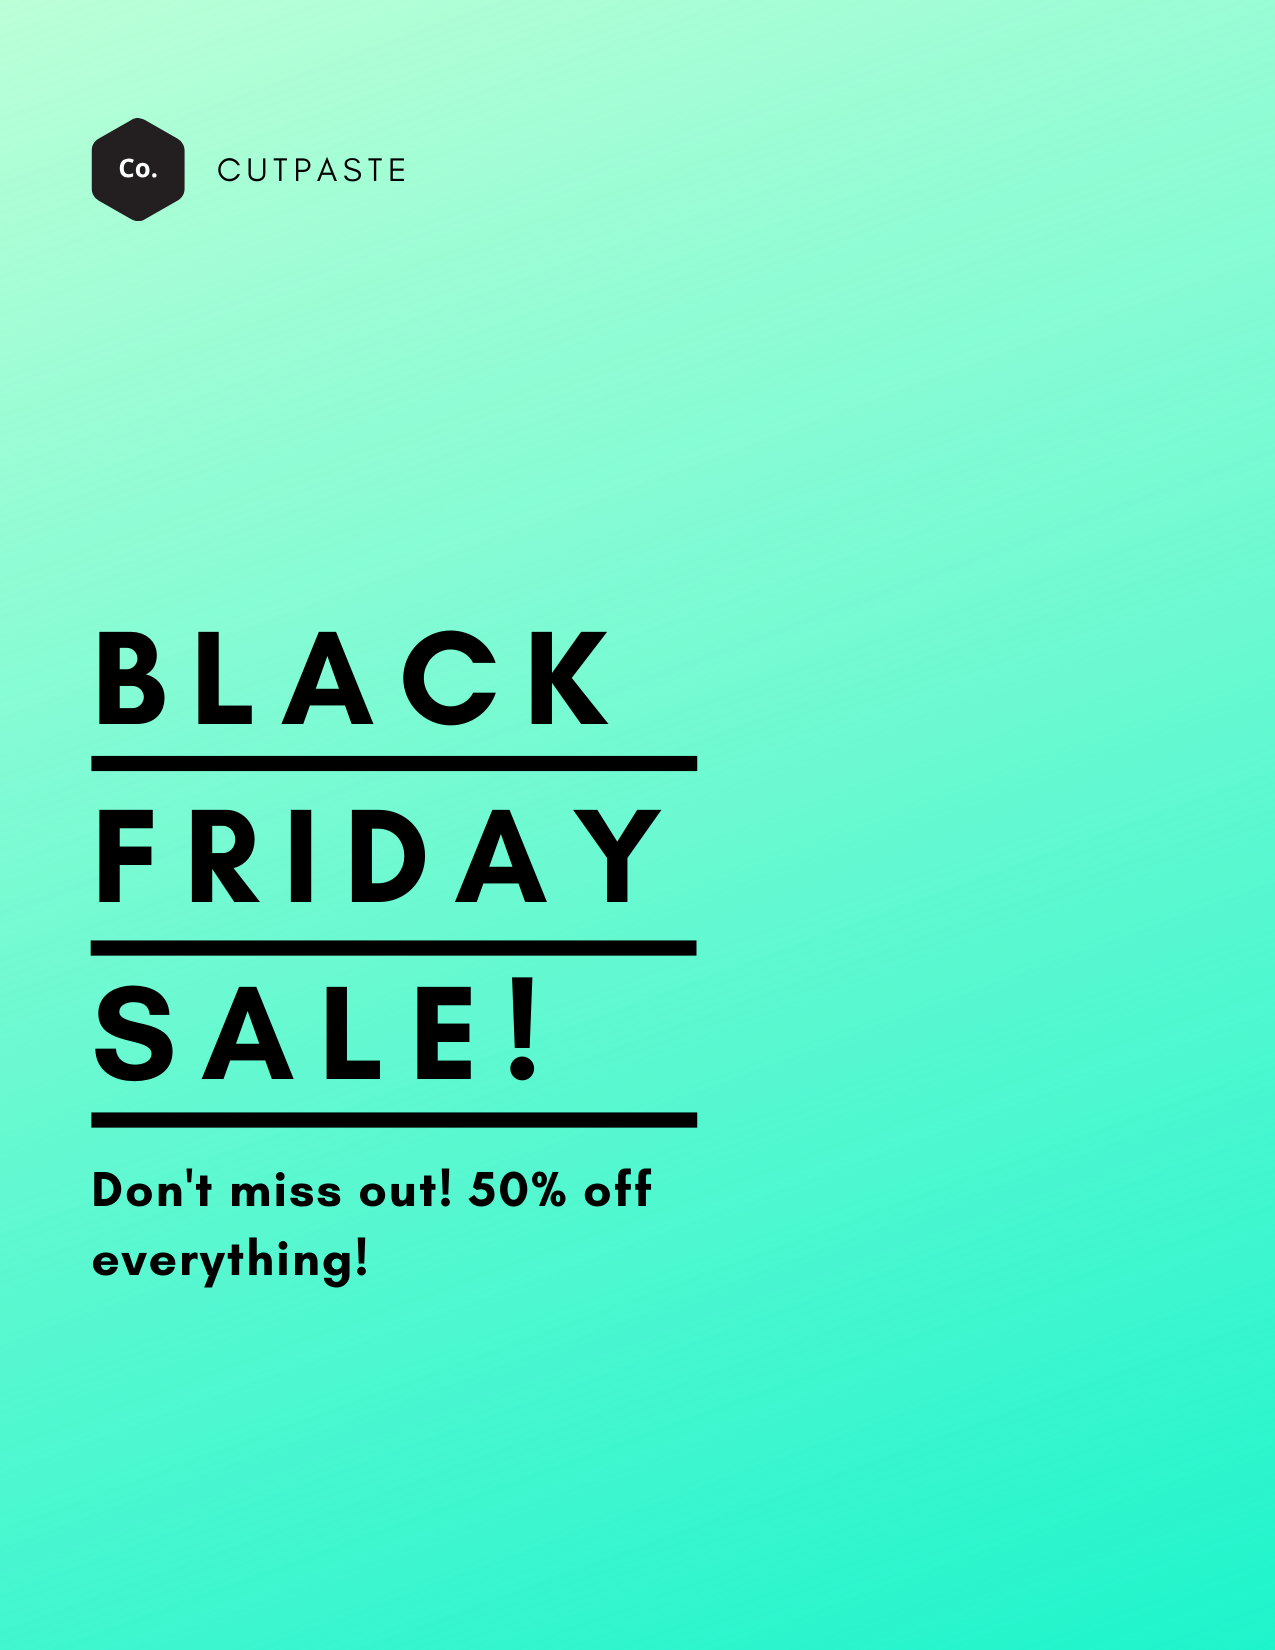 Co.
CUTPASTE
BLACK
FRIDAY
SALE!
Don't miss out! 50% off
everything!